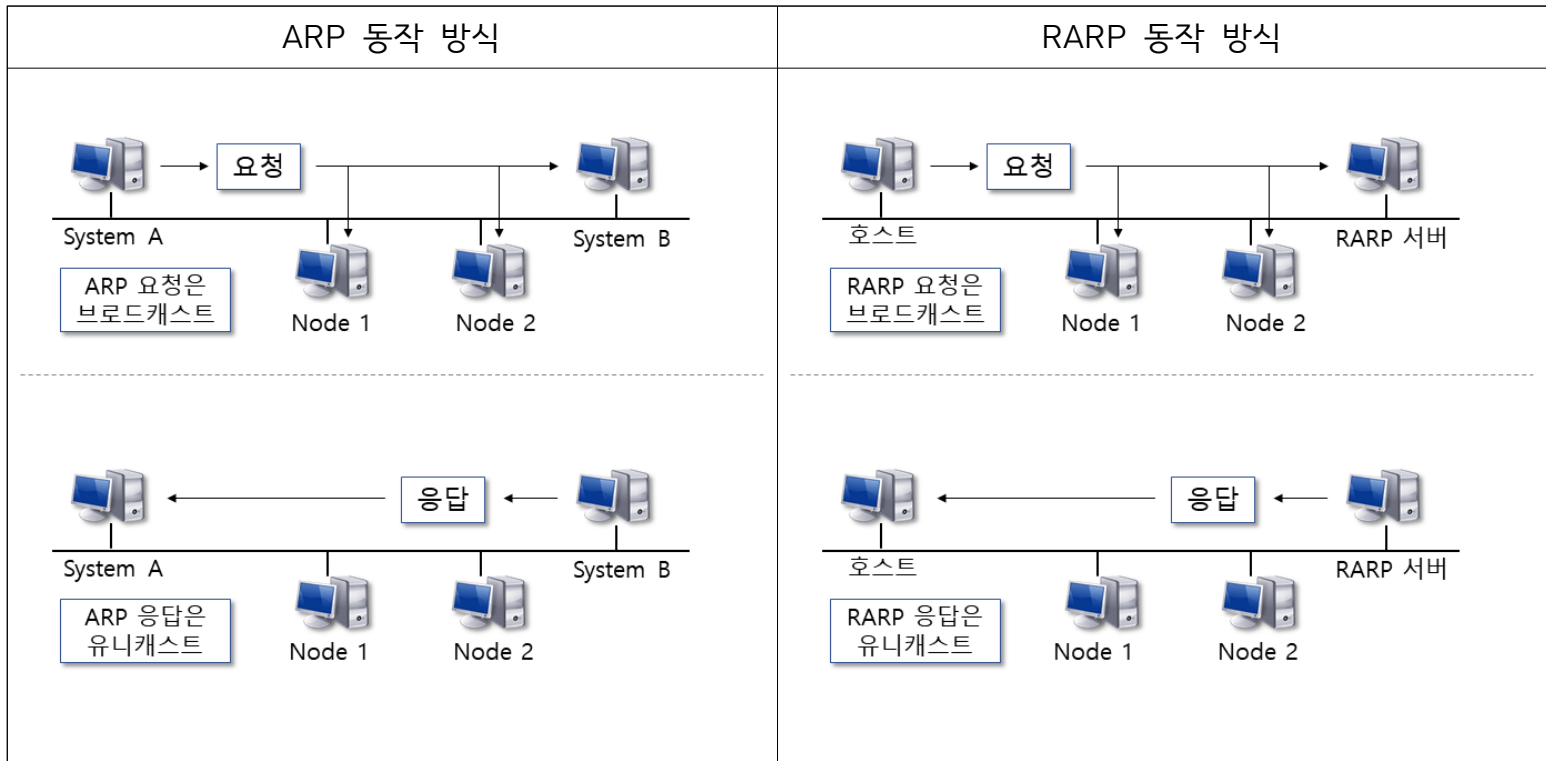 ARP 동작 방식
RARP 동작 방식
요청
System A
System B
ARP 요청은
브로드캐스트
Node 1
Node 2
요청
호스트
RARP 서버
RARP 요청은
브로드캐스트
Node 1
Node 2
응답
System A
System B
ARP 응답은
유니캐스트
Node 1
Node 2
응답
호스트
RARP 서버
RARP 응답은
유니캐스트
Node 1
Node 2